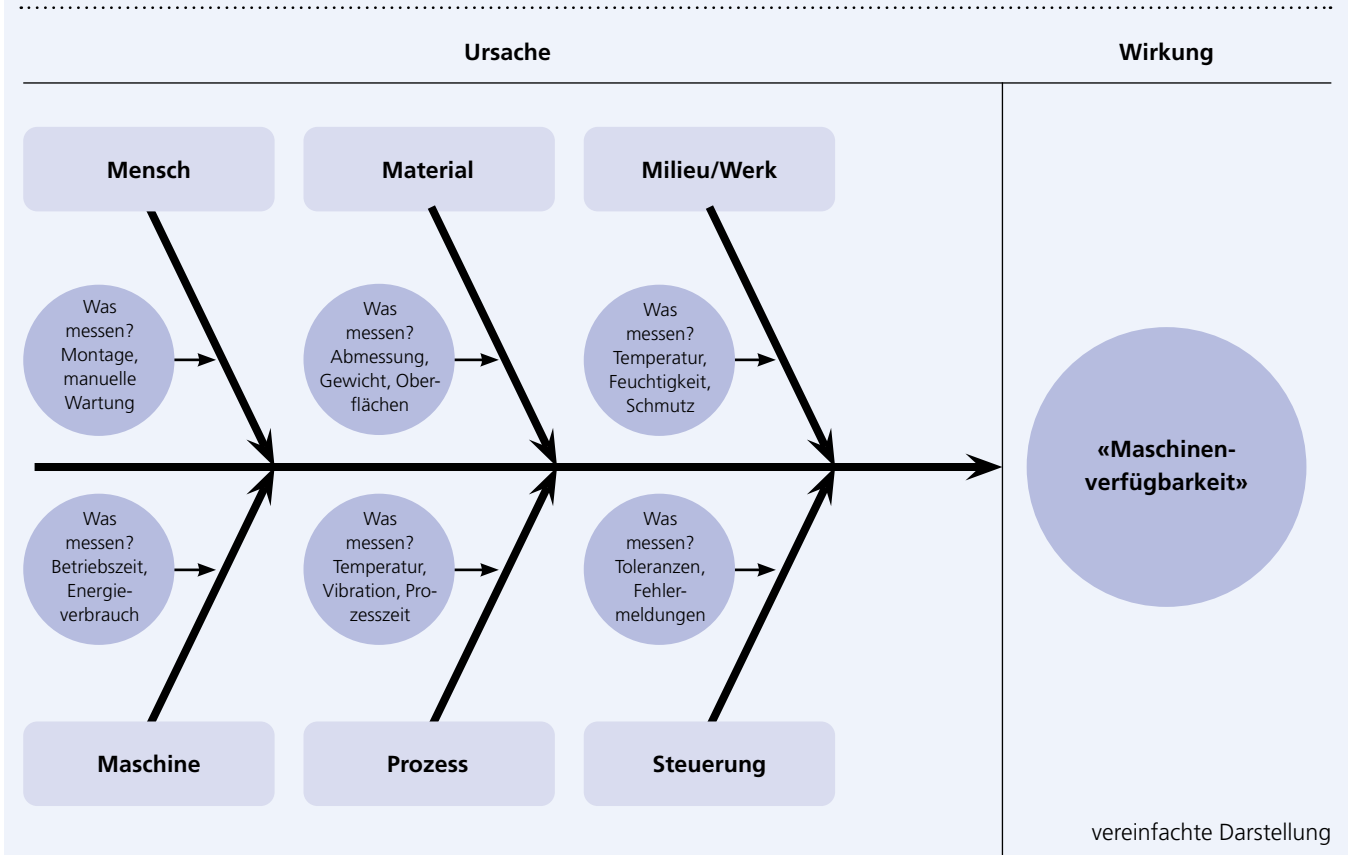 Ursache
Wirkung
Mensch
Material
Milieu/Werk
Was
messen?
Montage,
manuelle
Wartung
Was
messen?
Abmessung,
Gewicht, Ober-
flächen
Was
messen?
Temperatur,
Feuchtigkeit,
Schmutz
«Maschinen-
verfügbarkeit»
Was
messen?
Betriebszeit,
Energie-
verbrauch
Was
messen?
Temperatur,
Vibration, Pro-
zesszeit
Was
messen?
Toleranzen,
Fehler-
meldungen
Maschine
Prozess
Steuerung
vereinfachte Darstellung